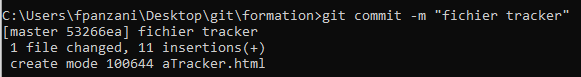 C:\Users\fpanzani\Desktop\git\formation>git commit -m "fichier tracker"
[master 53266ea] fichier tracker
 1 file changed, 11 insertions(+)
 create mode 100644 aTracker.html